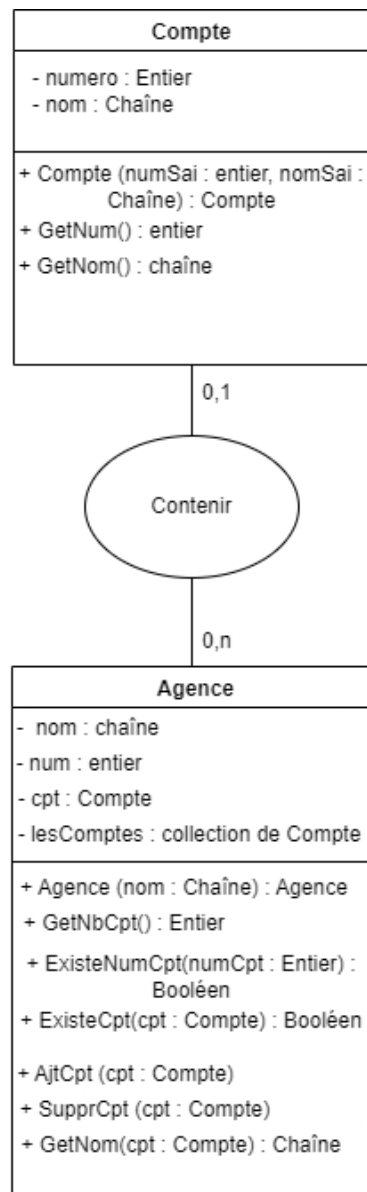 Compte
- numero : Entier
- nom : Chaîne
+ Compte (numSai : entier, nomSai :
Chaîne) : Compte
+ GetNum() : entier
+ GetNom() : chaîne
0,1
Contenir
0,n
Agence
- nom : chaîne
- num : entier
- cpt : Compte
- lesComptes : collection de Compte
+ Agence (nom : Chaîne) : Agence
+ GetNbCpt() : Entier
+ ExisteNumCpt(numCpt : Entier) :
Booléen
+ ExisteCpt(cpt : Compte) : Booléen
+ AjtCpt (cpt : Compte)
+ SupprCpt (cpt : Compte)
+ GetNom(cpt : Compte) : Chaîne